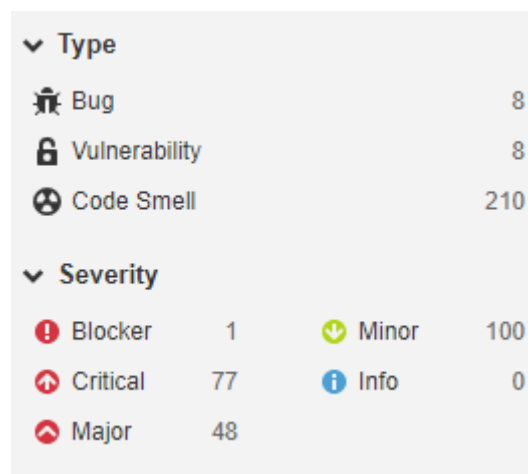 Type
Bug 8
Vulnerability 8
Code Smell 210
Severity
Blocker 1 Minor 100
Critical 77 Info 0
Major 48